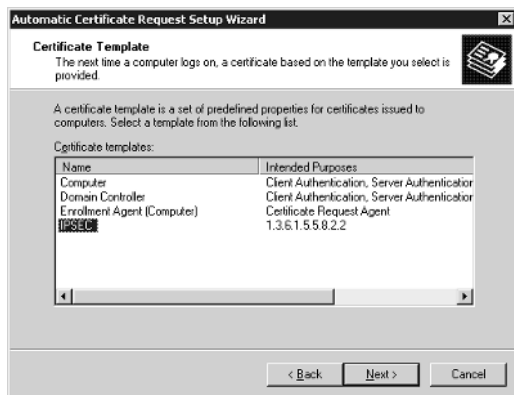 Automatic Certificate Request Setup Wizard
Certificate Template
The next time a computer logs on, a certificate based on the template you select is
provided.
A certificate template is a set of predefined properties for certificates issued to
computers. Select a template from the following list.
Certificate templates:
Name Intended Purposes
Computer Client Authentication, Server Authentication
Domain Controller Client Authentication, Server Authentication
Enrollment Agent (Computer) Certificate Request Agent
IPSEC 1.3.6.1.5.5.8.2.2
< Back Next > Cancel